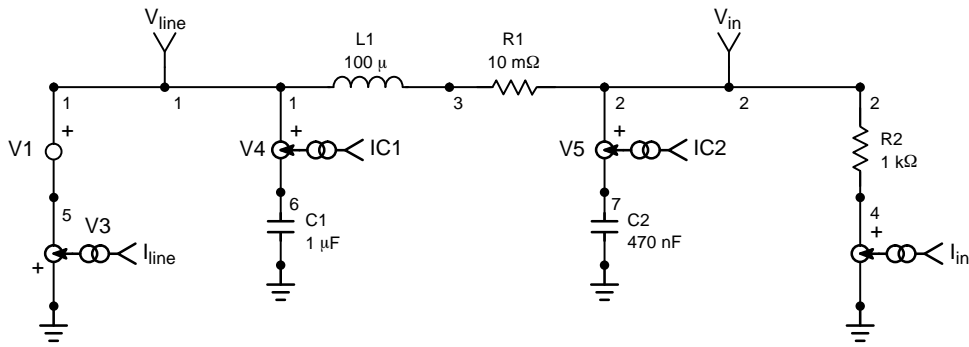 Vline
Vin
L1
100 μ
R1
10 mΩ
1
1
1
3
2
2
2
+
V1
+
V4
IC1
+
V5
IC2
R2
1 kΩ
5
V3
6
C1
1 μF
7
C2
470 nF
4
+
+
Iline
Iin